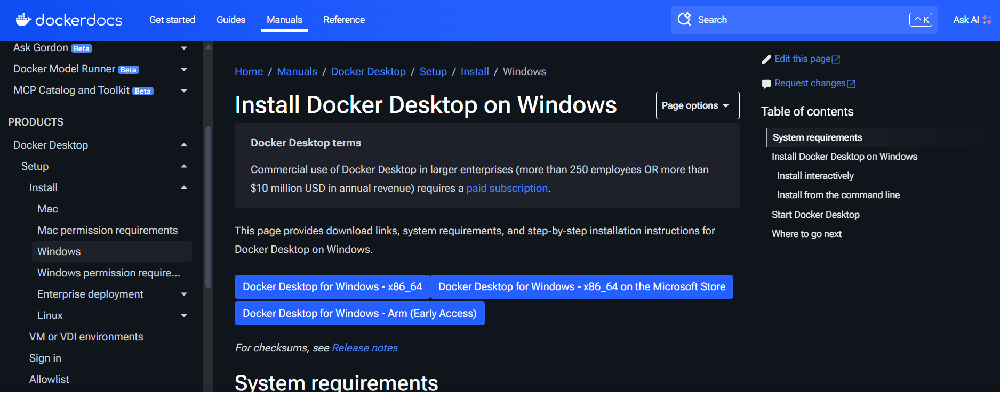 dockerdocs
Get started
Guides
Manuals
Reference
Search
^ K
Ask AI
Ask Gordon Beta
Docker Model Runner Beta
MCP Catalog and Toolkit Beta
PRODUCTS
Docker Desktop
Setup
Install
Mac
Mac permission requirements
Windows
Windows permission require...
Enterprise deployment
Linux
VM or VDI environments
Sign in
Allowlist
Home / Manuals / Docker Desktop / Setup / Install / Windows
Install Docker Desktop on Windows
Page options
Docker Desktop terms
Commercial use of Docker Desktop in larger enterprises (more than 250 employees OR more than
$10 million USD in annual revenue) requires a paid subscription.
This page provides download links, system requirements, and step-by-step installation instructions for
Docker Desktop on Windows.
Docker Desktop for Windows - x86_64
Docker Desktop for Windows - x86_64 on the Microsoft Store
Docker Desktop for Windows - Arm (Early Access)
For checksums, see Release notes
System requirements
Edit this page
Request changes
Table of contents
System requirements
Install Docker Desktop on Windows
Install interactively
Install from the command line
Start Docker Desktop
Where to go next